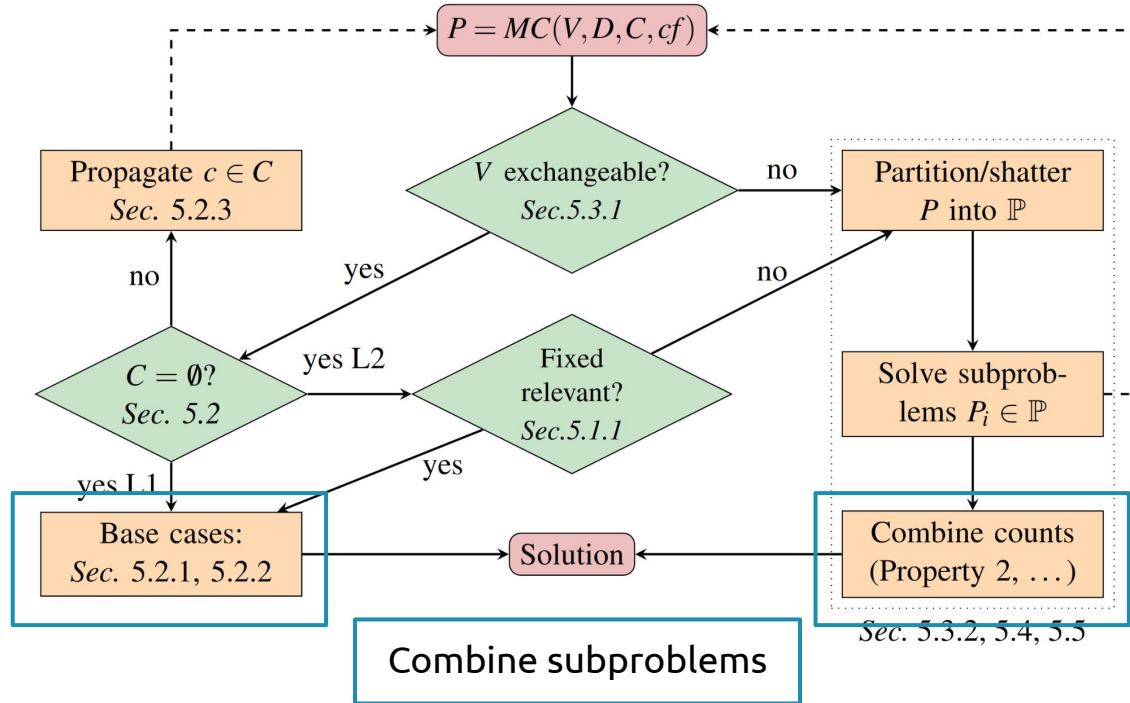 P = MC(V, D, C, cf)
Propagate c ∈ C
Sec. 5.2.3
V exchangeable?
Sec.5.3.1
no
Partition/shatter
P into ℙ
no
yes
no
C = ∅?
Sec. 5.2
yes L2
Fixed
relevant?
Sec.5.1.1
Solve subprob-
lems Pᵢ ∈ ℙ
yes L1
yes
Base cases:
Sec. 5.2.1, 5.2.2
Solution
Combine counts
(Property 2, …)
Sec. 5.3.2, 5.4, 5.5
Combine subproblems